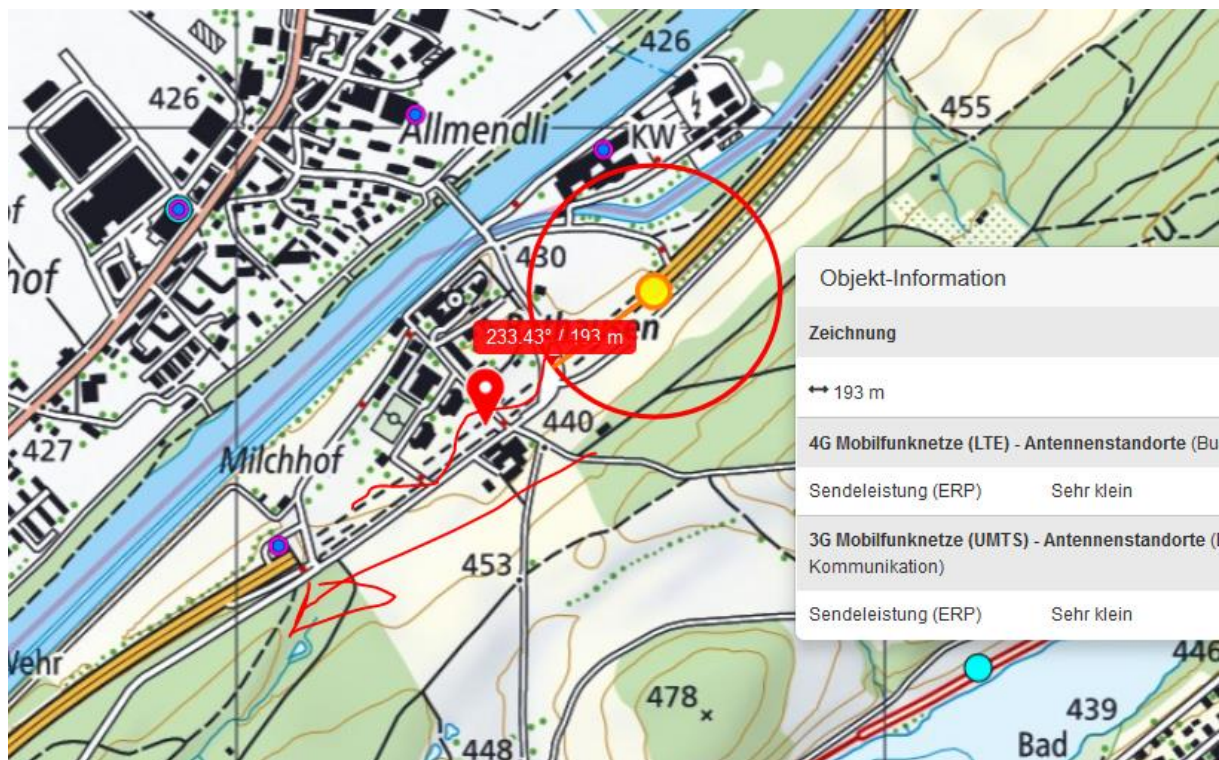 426
426
Allmendli
KW
455
of
hof
430
233.43° / 193 m
en
440
427
Milchhof
453
Wehr
478
448
439
446
Bad
u
Objekt-Information
Zeichnung
193 m
4G Mobilfunknetze (LTE) - Antennenstandorte (Bu
Sendeleistung (ERP) Sehr klein
3G Mobilfunknetze (UMTS) - Antennenstandorte (
Kommunikation)
Sendeleistung (ERP) Sehr klein